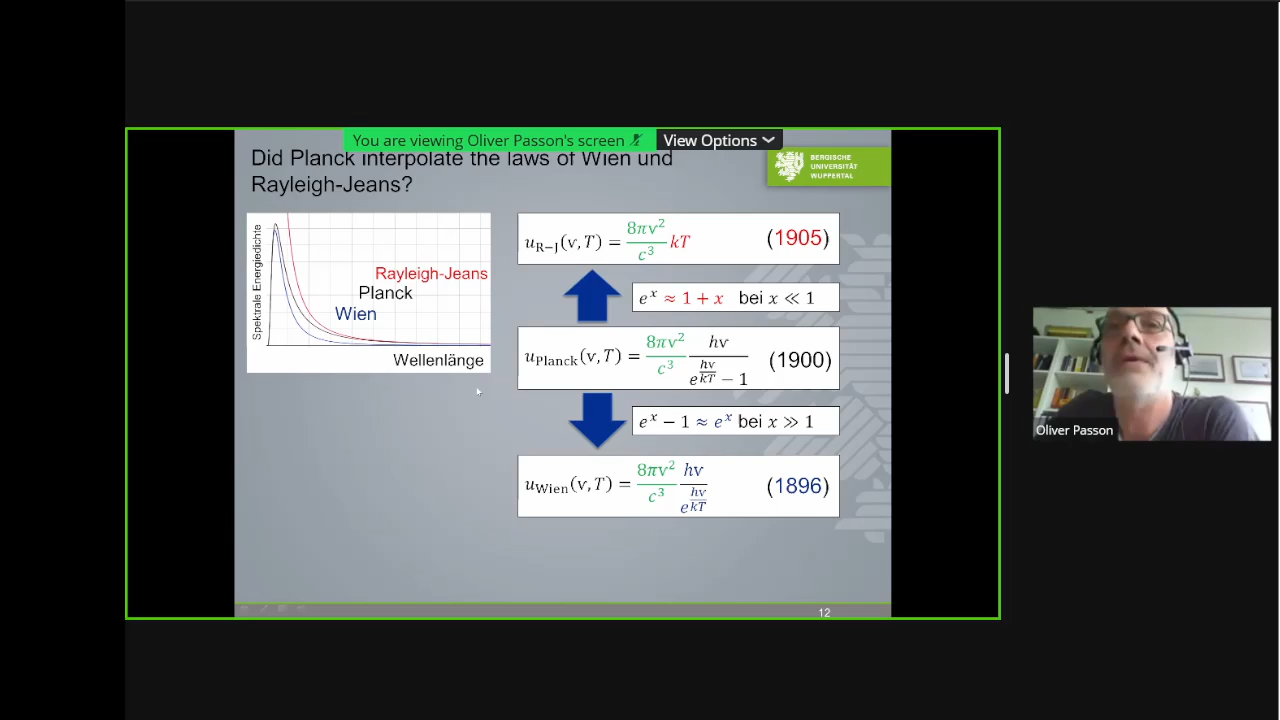 You are viewing Oliver Passon's screen
View Options
Did Planck interpolate the laws of Wien und
Rayleigh-Jeans?
BERGISCHE
UNIVERSITÄT
WUPPERTAL
Spektrale Energiedichte
Rayleigh-Jeans
Planck
Wien
Wellenlänge
u_R−J(ν, T) = 8πν²/c³ kT (1905)
eˣ ≈ 1 + x bei x ≪ 1
u_Planck(ν, T) = 8πν²/c³ hν/(e^(hν/kT) − 1) (1900)
eˣ − 1 ≈ eˣ bei x ≫ 1
u_Wien(ν, T) = 8πν²/c³ hν/e^(hν/kT) (1896)
12
Oliver Passon